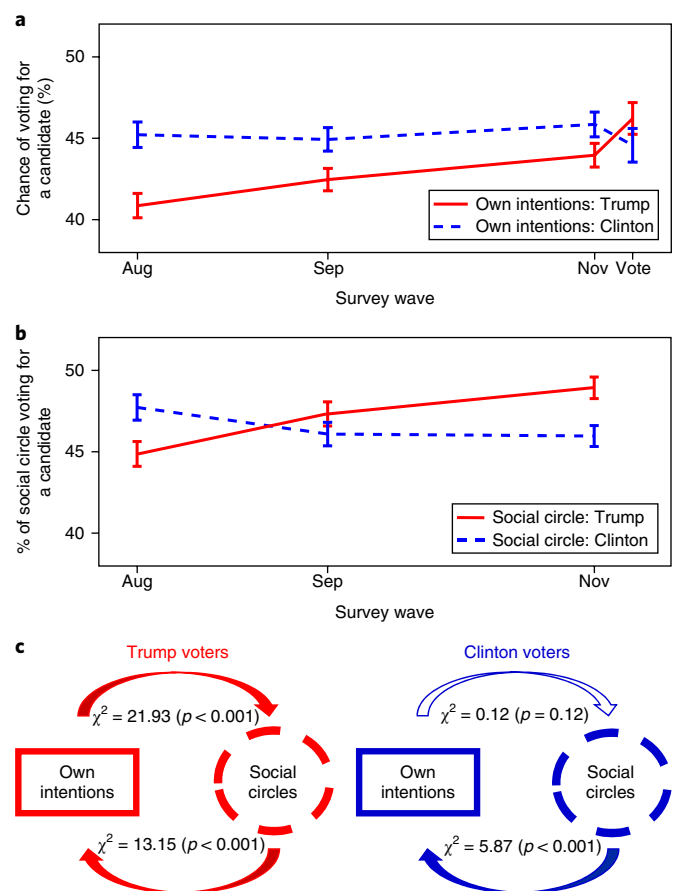 a
Chance of voting for
a candidate (%)
50
45
40
Own intentions: Trump
Own intentions: Clinton
Aug
Sep
Nov
Vote
Survey wave
b
% of social circle voting for
a candidate
50
45
40
Social circle: Trump
Social circle: Clinton
Aug
Sep
Nov
Survey wave
c
Trump voters
χ² = 21.93 (p < 0.001)
Own
intentions
Social
circles
χ² = 13.15 (p < 0.001)
Clinton voters
χ² = 0.12 (p = 0.12)
Own
intentions
Social
circles
χ² = 5.87 (p < 0.001)